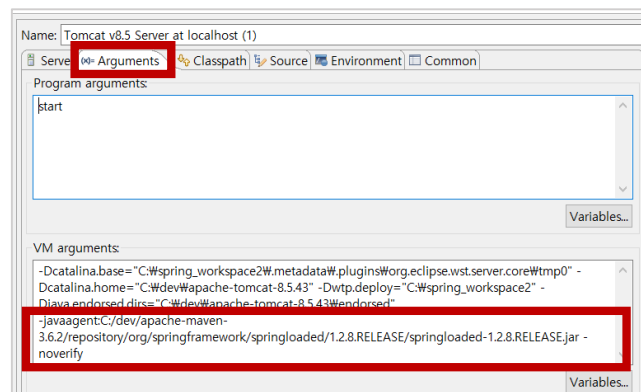 Name: Tomcat v8.5 Server at localhost (1)
Serve Arguments Classpath Source Environment Common
Program arguments:
start
Variables...
VM arguments:
-Dcatalina.base="C:₩spring_workspace2₩.metadata₩.plugins₩org.eclipse.wst.server.core₩tmp0" -
Dcatalina.home="C:₩dev₩apache-tomcat-8.5.43" -Dwtp.deploy="C:₩spring_workspace2" -
Djava.endorsed.dirs="C:₩dev₩apache-tomcat-8.5.43₩endorsed"
-javaagent:C:/dev/apache-maven-
3.6.2/repository/org/springframework/springloaded/1.2.8.RELEASE/springloaded-1.2.8.RELEASE.jar -
noverify
Variables...